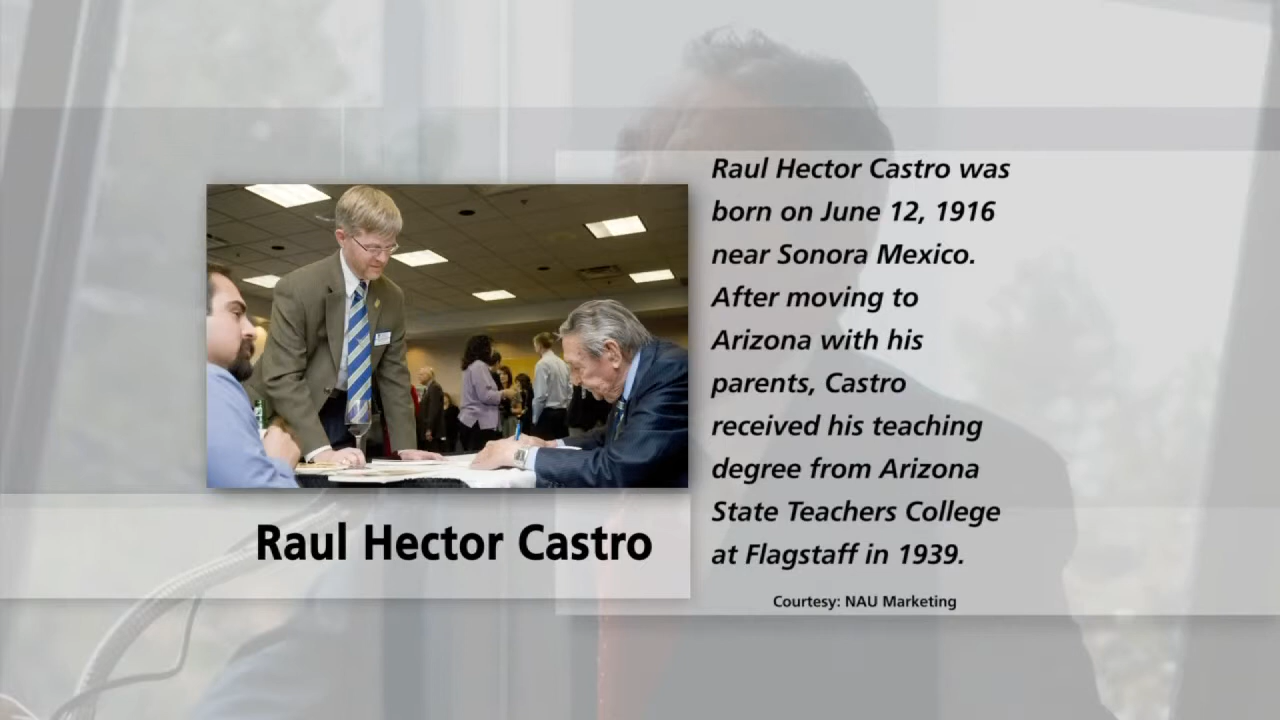 Raul Hector Castro was
born on June 12, 1916
near Sonora Mexico.
After moving to
Arizona with his
parents, Castro
received his teaching
degree from Arizona
State Teachers College
at Flagstaff in 1939.
Raul Hector Castro
Courtesy: NAU Marketing